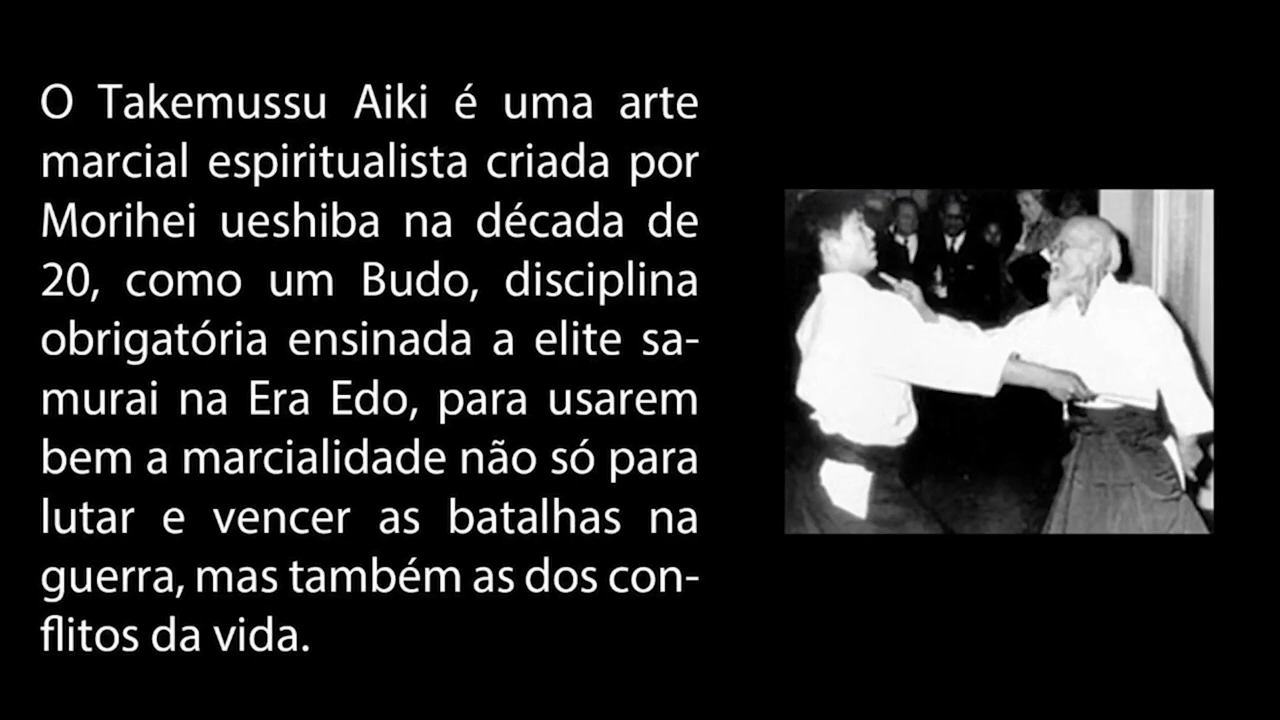 O Takemussu Aiki é uma arte
marcial espiritualista criada por
Morihei ueshiba na década de
20, como um Budo, disciplina
obrigatória ensinada a elite sa-
murai na Era Edo, para usarem
bem a marcialidade não só para
lutar e vencer as batalhas na
guerra, mas também as dos con-
flitos da vida.